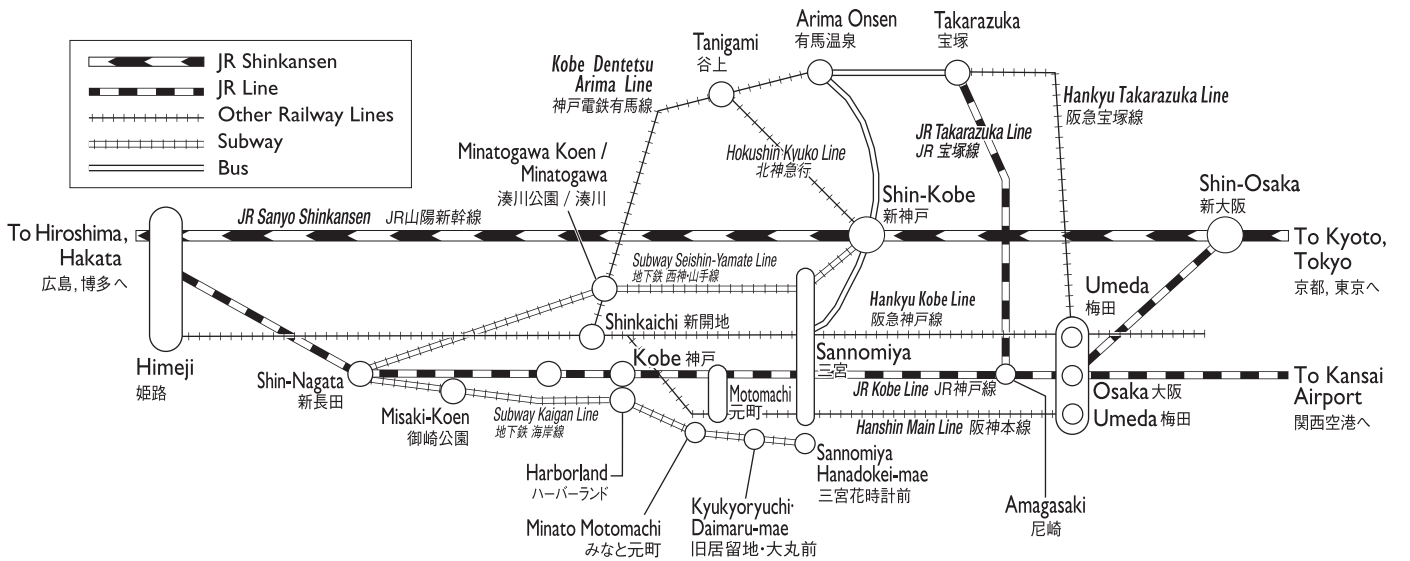 JR Shinkansen
JR Line
Other Railway Lines
Subway
Bus
Kobe Dentetsu
Arima Line
神戸電鉄有馬線
Tanigami
谷上
Arima Onsen
有馬温泉
Takarazuka
宝塚
Hankyu Takarazuka Line
阪急宝塚線
JR Takarazuka Line
JR 宝塚線
Hokushin Kyuko Line
北神急行
Minatogawa Koen /
Minatogawa
湊川公園 / 湊川
Shin-Kobe
新神戸
Shin-Osaka
新大阪
To Hiroshima,
Hakata
広島, 博多へ
JR Sanyo Shinkansen JR山陽新幹線
To Kyoto,
Tokyo
京都, 東京へ
Subway Seishin-Yamate Line
地下鉄 西神・山手線
Hankyu Kobe Line
阪急神戸線
Umeda
梅田
Shinkaichi 新開地
Himeji
姫路
Shin-Nagata
新長田
Kobe 神戸
Sannomiya
三宮
Motomachi
元町
JR Kobe Line JR神戸線
Osaka 大阪
Umeda 梅田
To Kansai
Airport
関西空港へ
Misaki-Koen
御崎公園
Subway Kaigan Line
地下鉄 海岸線
Hanshin Main Line 阪神本線
Harborland
ハーバーランド
Minato Motomachi
みなと元町
Kyukyoryuchi·
Daimaru-mae
旧居留地・大丸前
Sannomiya
Hanadokei-mae
三宮花時計前
Amagasaki
尼崎